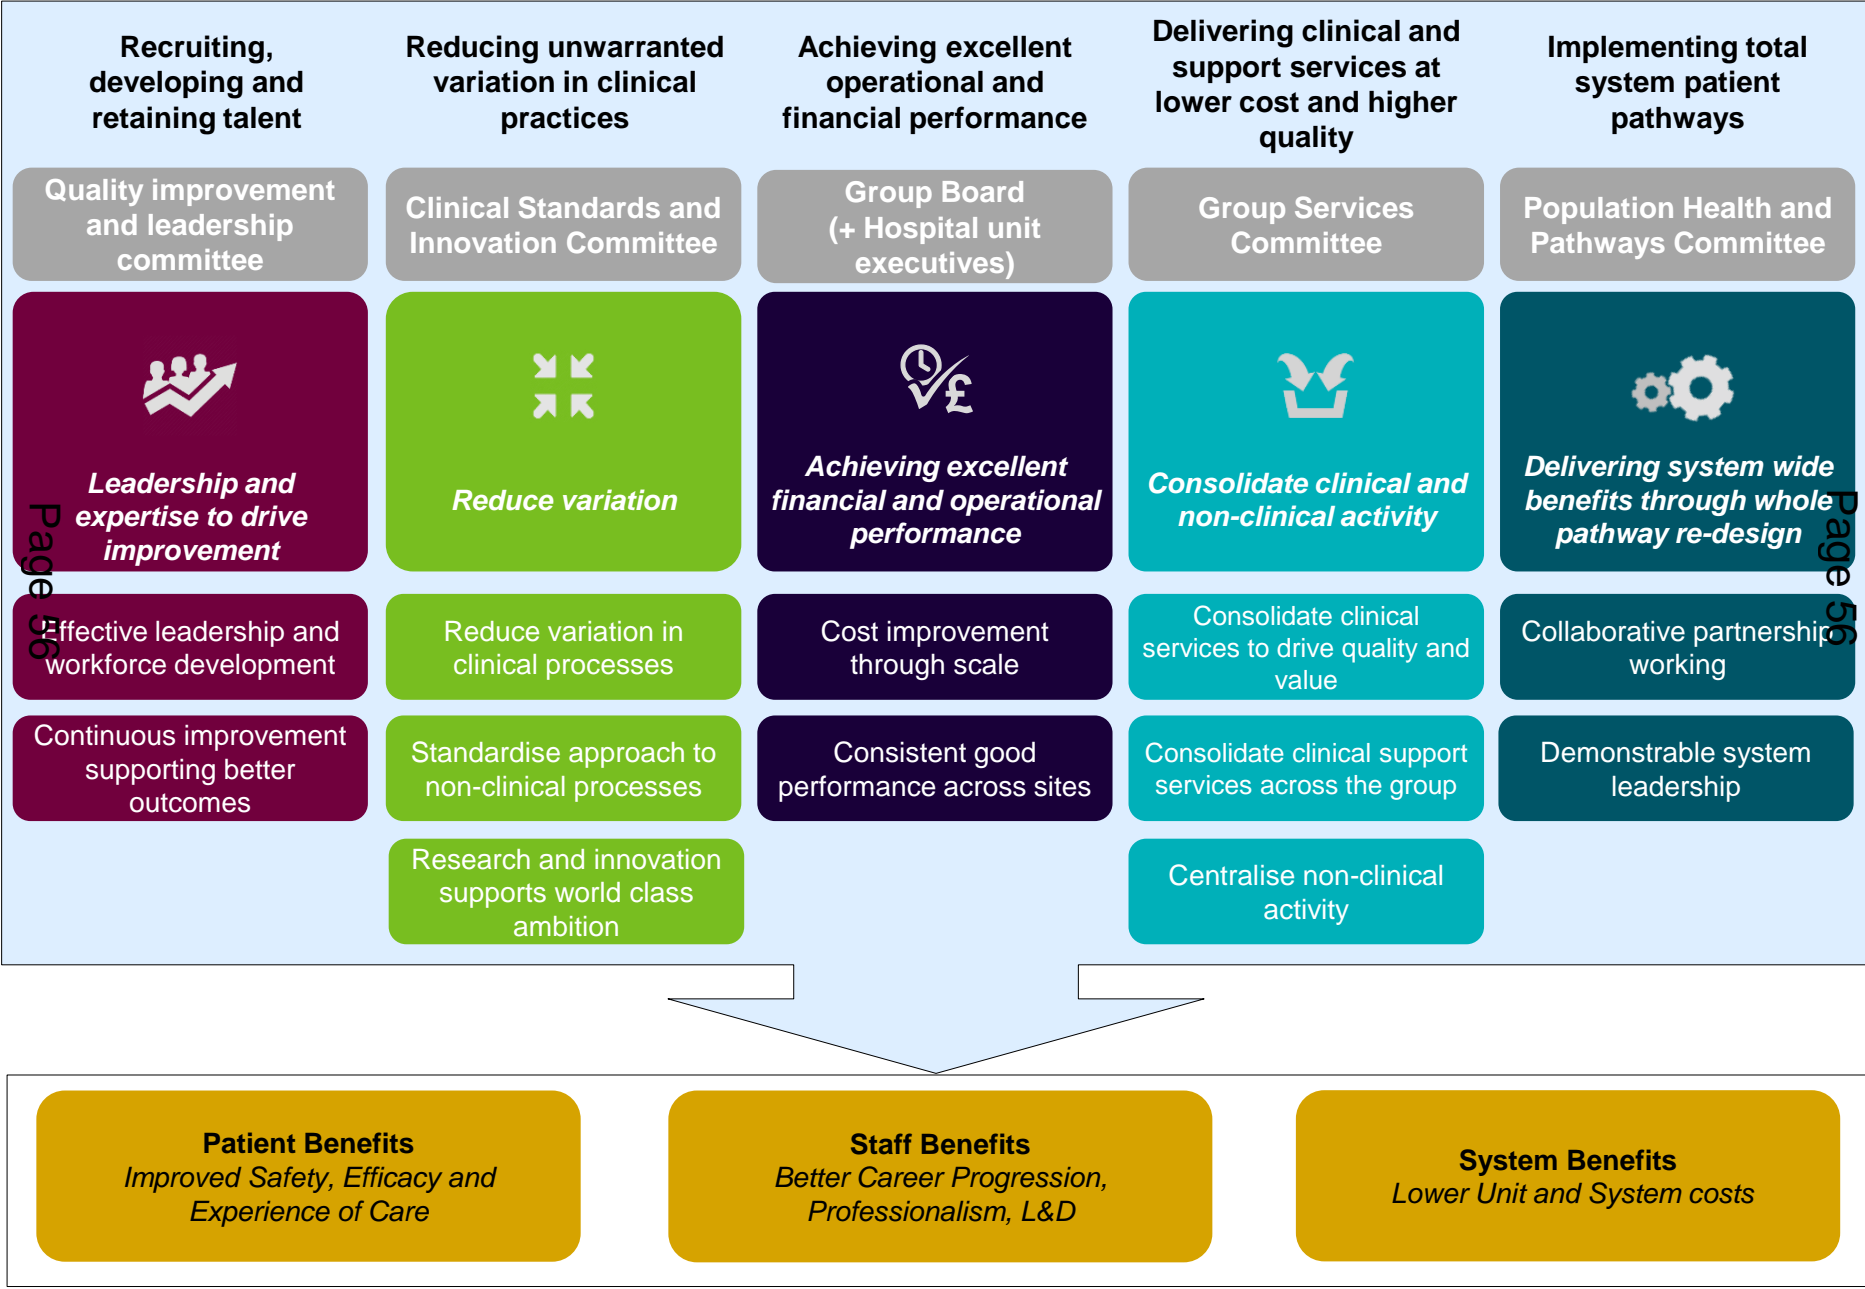 Recruiting,
developing and
retaining talent
Reducing unwarranted
variation in clinical
practices
Achieving excellent
operational and
financial performance
Delivering clinical and
support services at
lower cost and higher
quality
Implementing total
system patient
pathways
Quality improvement
and leadership
committee
Clinical Standards and
Innovation Committee
Group Board
(+ Hospital unit
executives)
Group Services
Committee
Population Health and
Pathways Committee
£
Leadership and
expertise to drive
improvement
Reduce variation
Achieving excellent
financial and operational
performance
Consolidate clinical and
non-clinical activity
Delivering system wide
benefits through whole
pathway re-design
Page 56
Page 56
Effective leadership and
workforce development
Reduce variation in
clinical processes
Cost improvement
through scale
Consolidate clinical
services to drive quality and
value
Collaborative partnership
working
Continuous improvement
supporting better
outcomes
Standardise approach to
non-clinical processes
Consistent good
performance across sites
Consolidate clinical support
services across the group
Demonstrable system
leadership
Research and innovation
supports world class
ambition
Centralise non-clinical
activity
Patient Benefits
Improved Safety, Efficacy and
Experience of Care
Staff Benefits
Better Career Progression,
Professionalism, L&D
System Benefits
Lower Unit and System costs